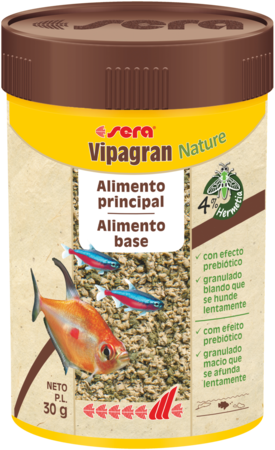 sera
sera
Vipagran Nature
Alimento
principal
Alimento
base
4% Hermetia
con efecto
prebiótico
granulado
blando que
se hunde
lentamente
com efeito
prebiótico
granulado
macio que
se afunda
lentamente
NETO
P.L.
30 g